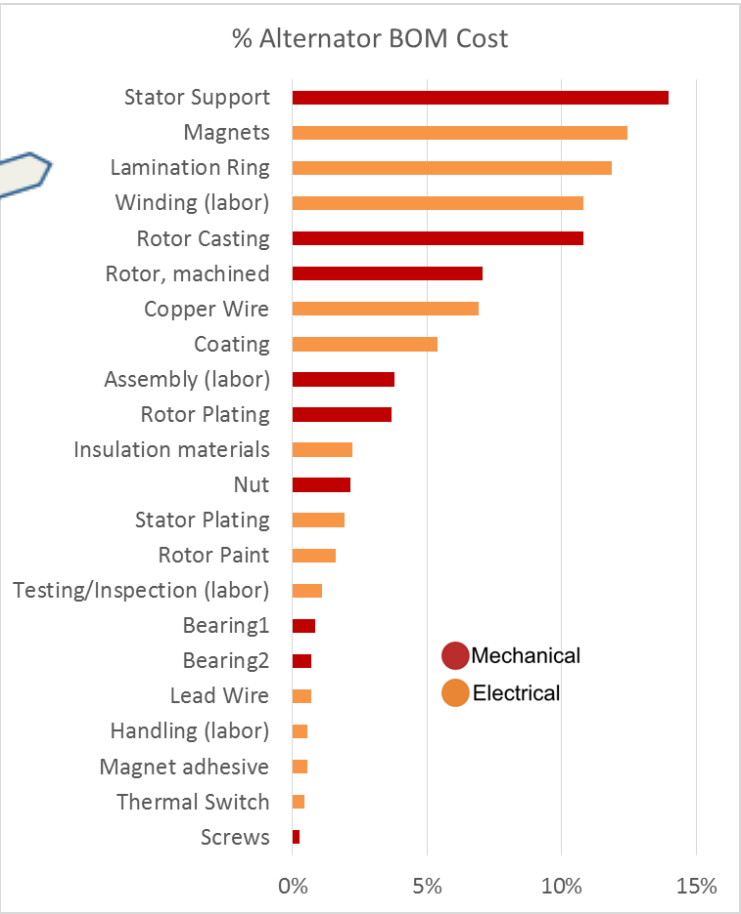 % Alternator BOM Cost
Stator Support
Magnets
Lamination Ring
Winding (labor)
Rotor Casting
Rotor, machined
Copper Wire
Coating
Assembly (labor)
Rotor Plating
Insulation materials
Nut
Stator Plating
Rotor Paint
Testing/Inspection (labor)
Bearing1
Bearing2
Lead Wire
Handling (labor)
Magnet adhesive
Thermal Switch
Screws
Mechanical
Electrical
0% 5% 10% 15%